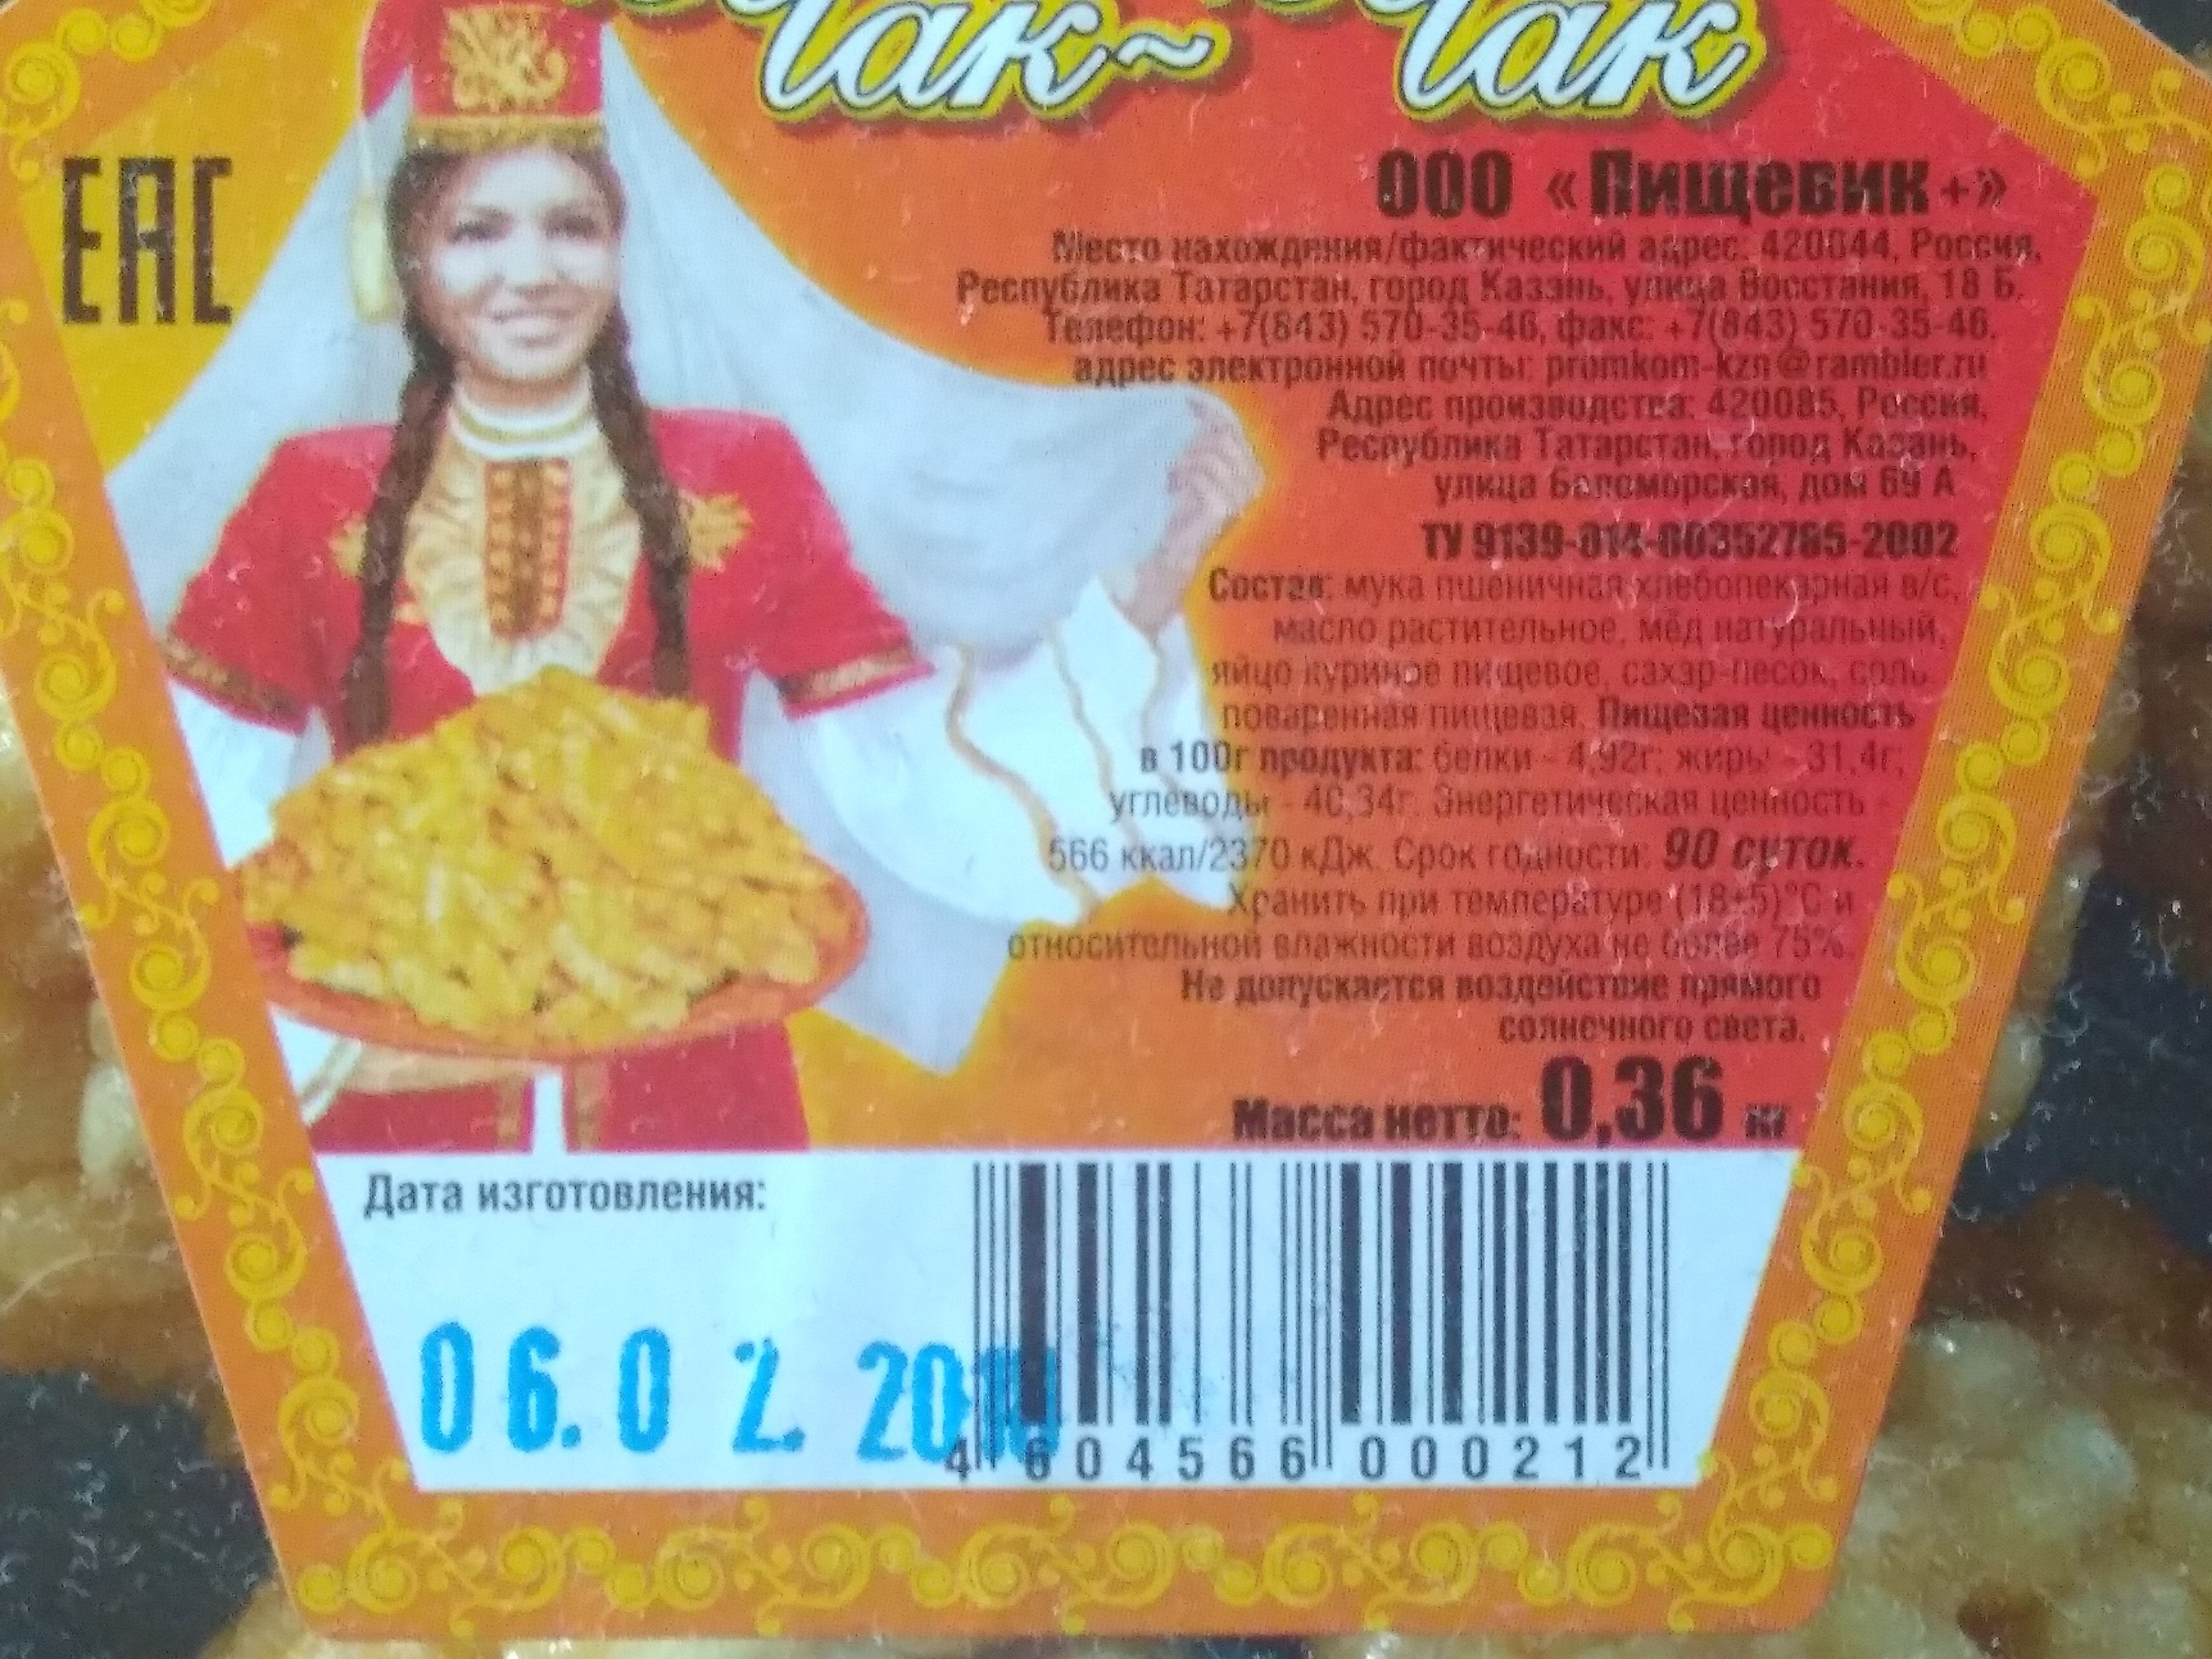 Чак~ Чак
ЕАС
ООО «Пищевик+»
Место нахождения/фактический адрес: 420044, Россия,
Республика Татарстан, город Казань, улица Восстания, 18 Б.
Телефон: +7(843) 570-35-46, факс: +7(843) 570-35-46.
адрес электронной почты: promkom-kzn@rambler.ru
Адрес производства: 420085, Россия,
Республика Татарстан, город Казань,
улица Беломорская, дом 69 А
ТУ 9139-014-00352785-2002
Состав: мука пшеничная хлебопекарная в/с,
масло растительное, мёд натуральный,
яйцо куриное пищевое, сахар-песок, соль
поваренная пищевая. Пищевая ценность
в 100г продукта: белки - 4,92г; жиры - 31,4г;
углеводы - 40,34г. Энергетическая ценность -
566 ккал/2370 кДж. Срок годности: 90 суток.
Хранить при температуре (18±5)°С и
относительной влажности воздуха не более 75%.
Не допускается воздействие прямого
солнечного света.
Масса нетто: 0,36 кг
Дата изготовления:
06.02.
4 604566 000212